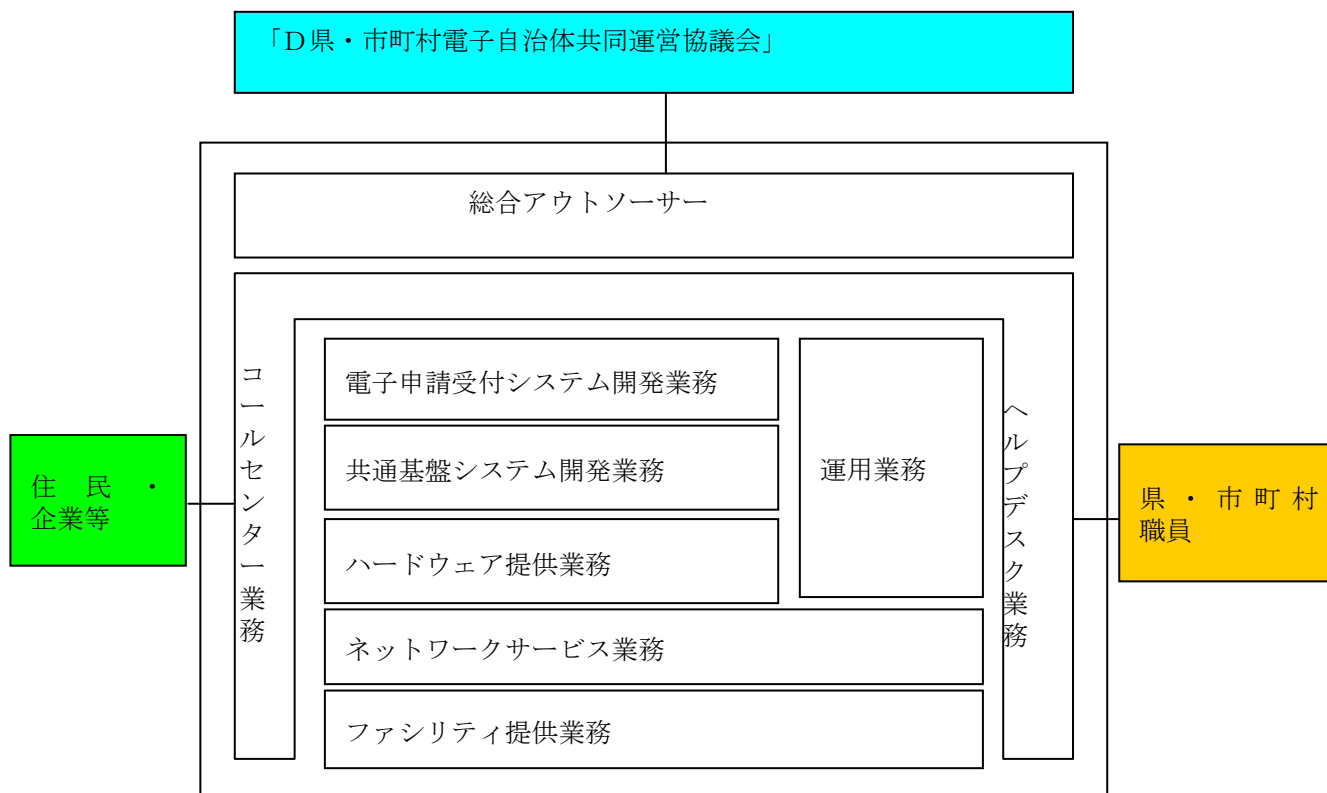 「D県・市町村電子自治体共同運営協議会」
総合アウトソーサー
コールセンター業務
電子申請受付システム開発業務
共通基盤システム開発業務
ハードウェア提供業務
ネットワークサービス業務
ファシリティ提供業務
運用業務
ヘルプデスク業務
住民・
企業等
県・市町村
職員